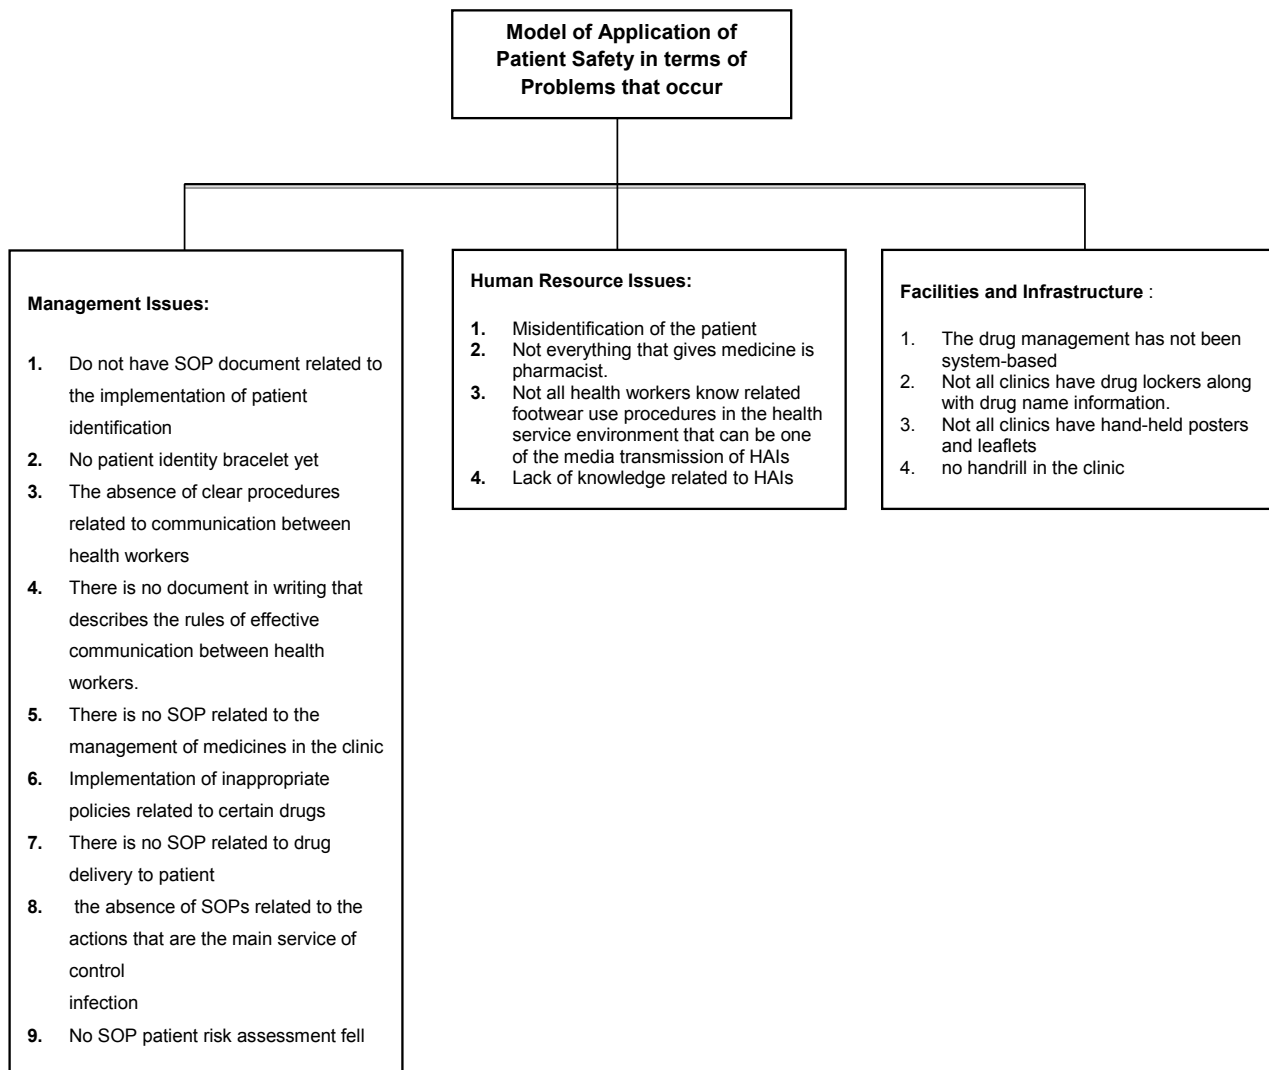 Model of Application of
Patient Safety in terms of
Problems that occur
Management Issues:
1. Do not have SOP document related to
the implementation of patient
identification
2. No patient identity bracelet yet
3. The absence of clear procedures
related to communication between
health workers
4. There is no document in writing that
describes the rules of effective
communication between health
workers.
5. There is no SOP related to the
management of medicines in the clinic
6. Implementation of inappropriate
policies related to certain drugs
7. There is no SOP related to drug
delivery to patient
8. the absence of SOPs related to the
actions that are the main service of
control
infection
9. No SOP patient risk assessment fell
Human Resource Issues:
1. Misidentification of the patient
2. Not everything that gives medicine is
pharmacist.
3. Not all health workers know related
footwear use procedures in the health
service environment that can be one
of the media transmission of HAIs
4. Lack of knowledge related to HAIs
Facilities and Infrastructure :
1. The drug management has not been
system-based
2. Not all clinics have drug lockers along
with drug name information.
3. Not all clinics have hand-held posters
and leaflets
4. no handrill in the clinic